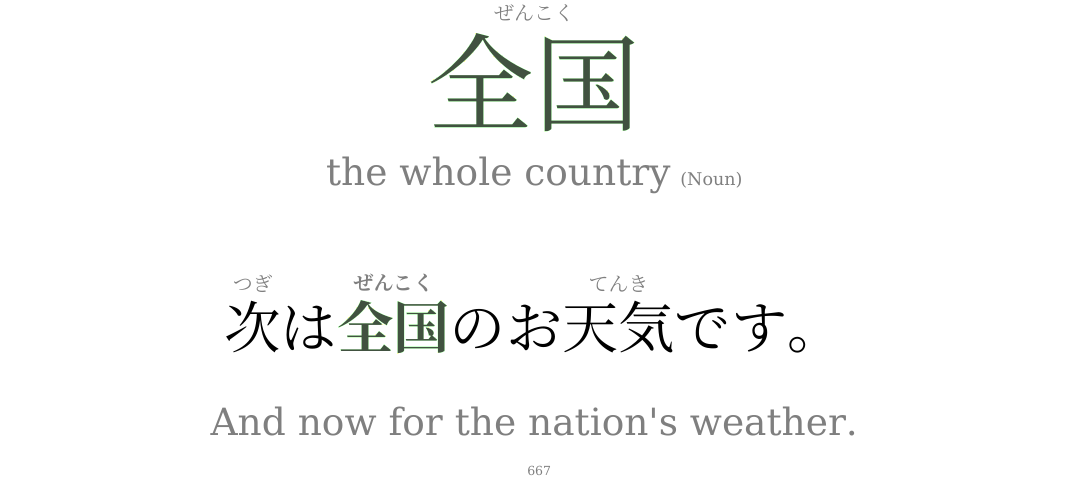 ぜんこく
全国
the whole country (Noun)
つぎ ぜんこく てんき
次は全国のお天気です。
And now for the nation's weather.
667